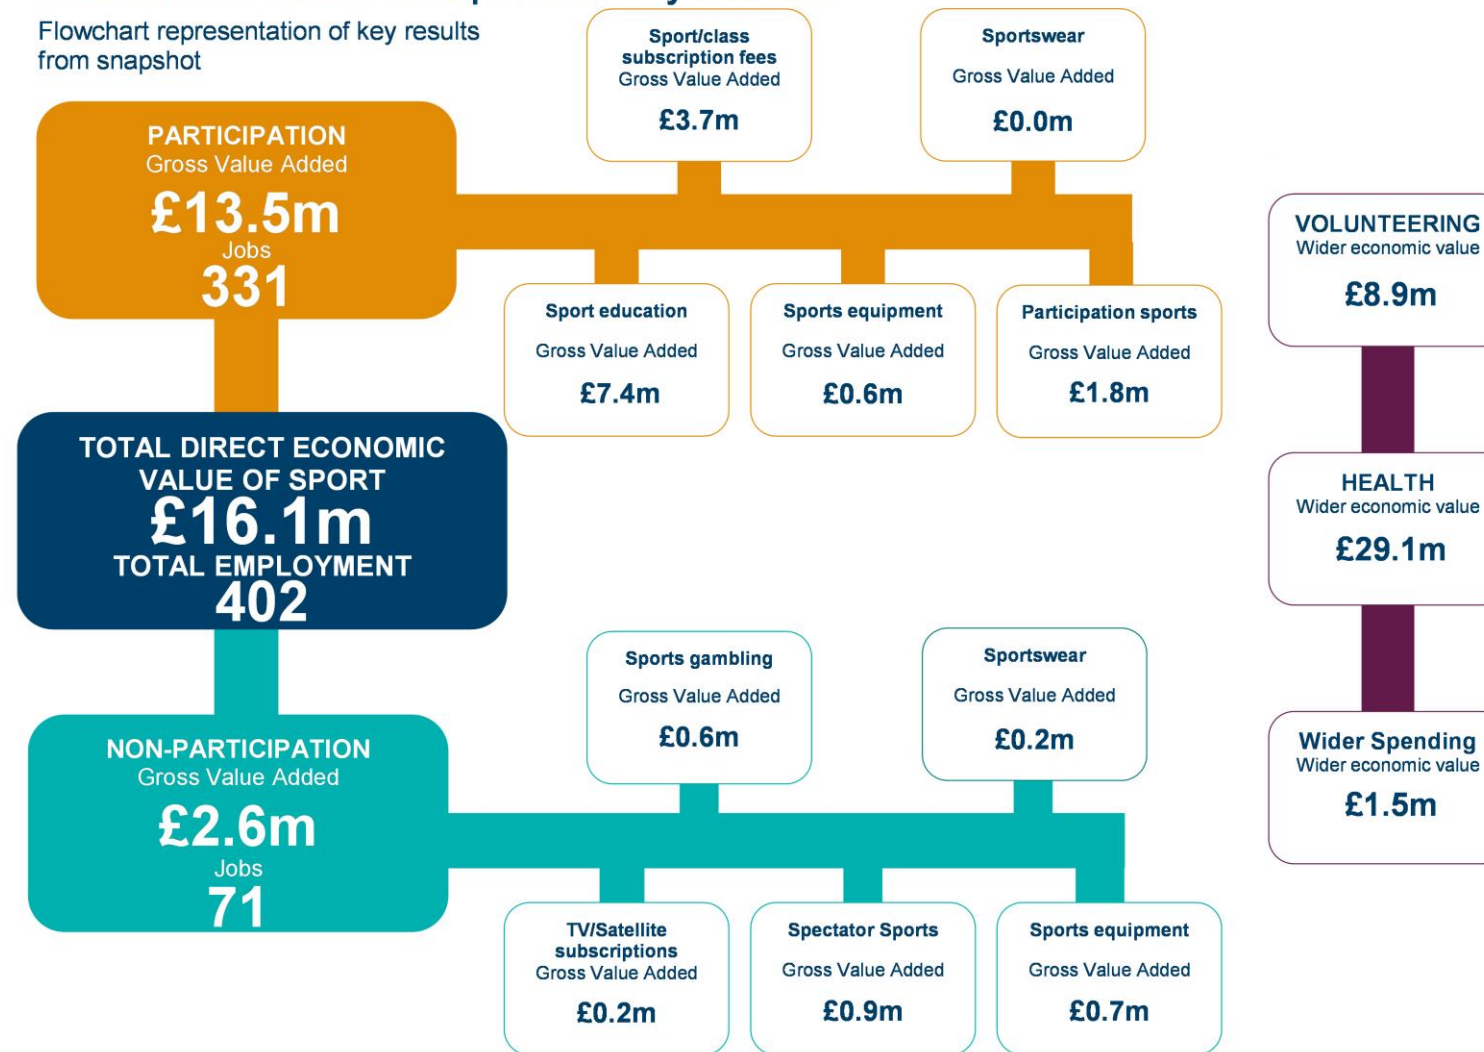 Flowchart representation of key results
from snapshot
PARTICIPATION
Gross Value Added
£13.5m
Jobs
331
Sport/class
subscription fees
Gross Value Added
£3.7m
Sportswear
Gross Value Added
£0.0m
Sport education
Gross Value Added
£7.4m
Sports equipment
Gross Value Added
£0.6m
Participation sports
Gross Value Added
£1.8m
TOTAL DIRECT ECONOMIC
VALUE OF SPORT
£16.1m
TOTAL EMPLOYMENT
402
NON-PARTICIPATION
Gross Value Added
£2.6m
Jobs
71
Sports gambling
Gross Value Added
£0.6m
Sportswear
Gross Value Added
£0.2m
TV/Satellite
subscriptions
Gross Value Added
£0.2m
Spectator Sports
Gross Value Added
£0.9m
Sports equipment
Gross Value Added
£0.7m
VOLUNTEERING
Wider economic value
£8.9m
HEALTH
Wider economic value
£29.1m
Wider Spending
Wider economic value
£1.5m